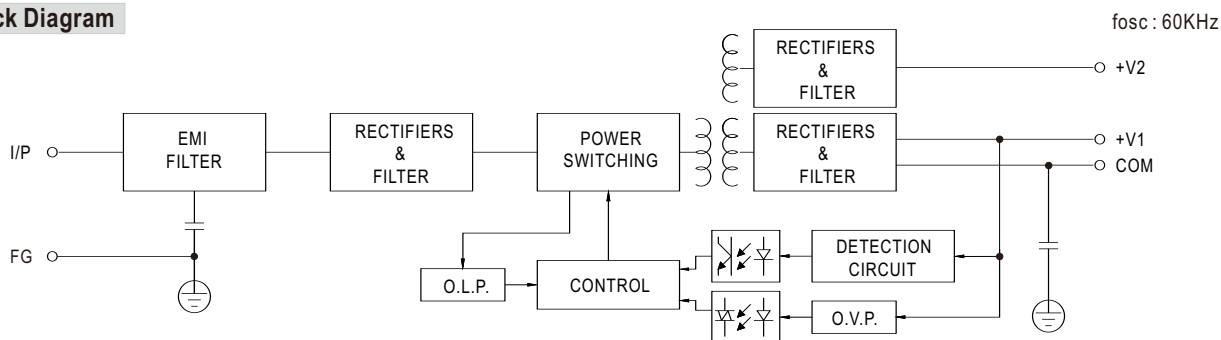 Diagram
fosc : 60KHz
RECTIFIERS
&
FILTER
+V2
I/P
EMI
FILTER
RECTIFIERS
&
FILTER
POWER
SWITCHING
RECTIFIERS
&
FILTER
+V1
COM
FG
O.L.P.
CONTROL
DETECTION
CIRCUIT
O.V.P.